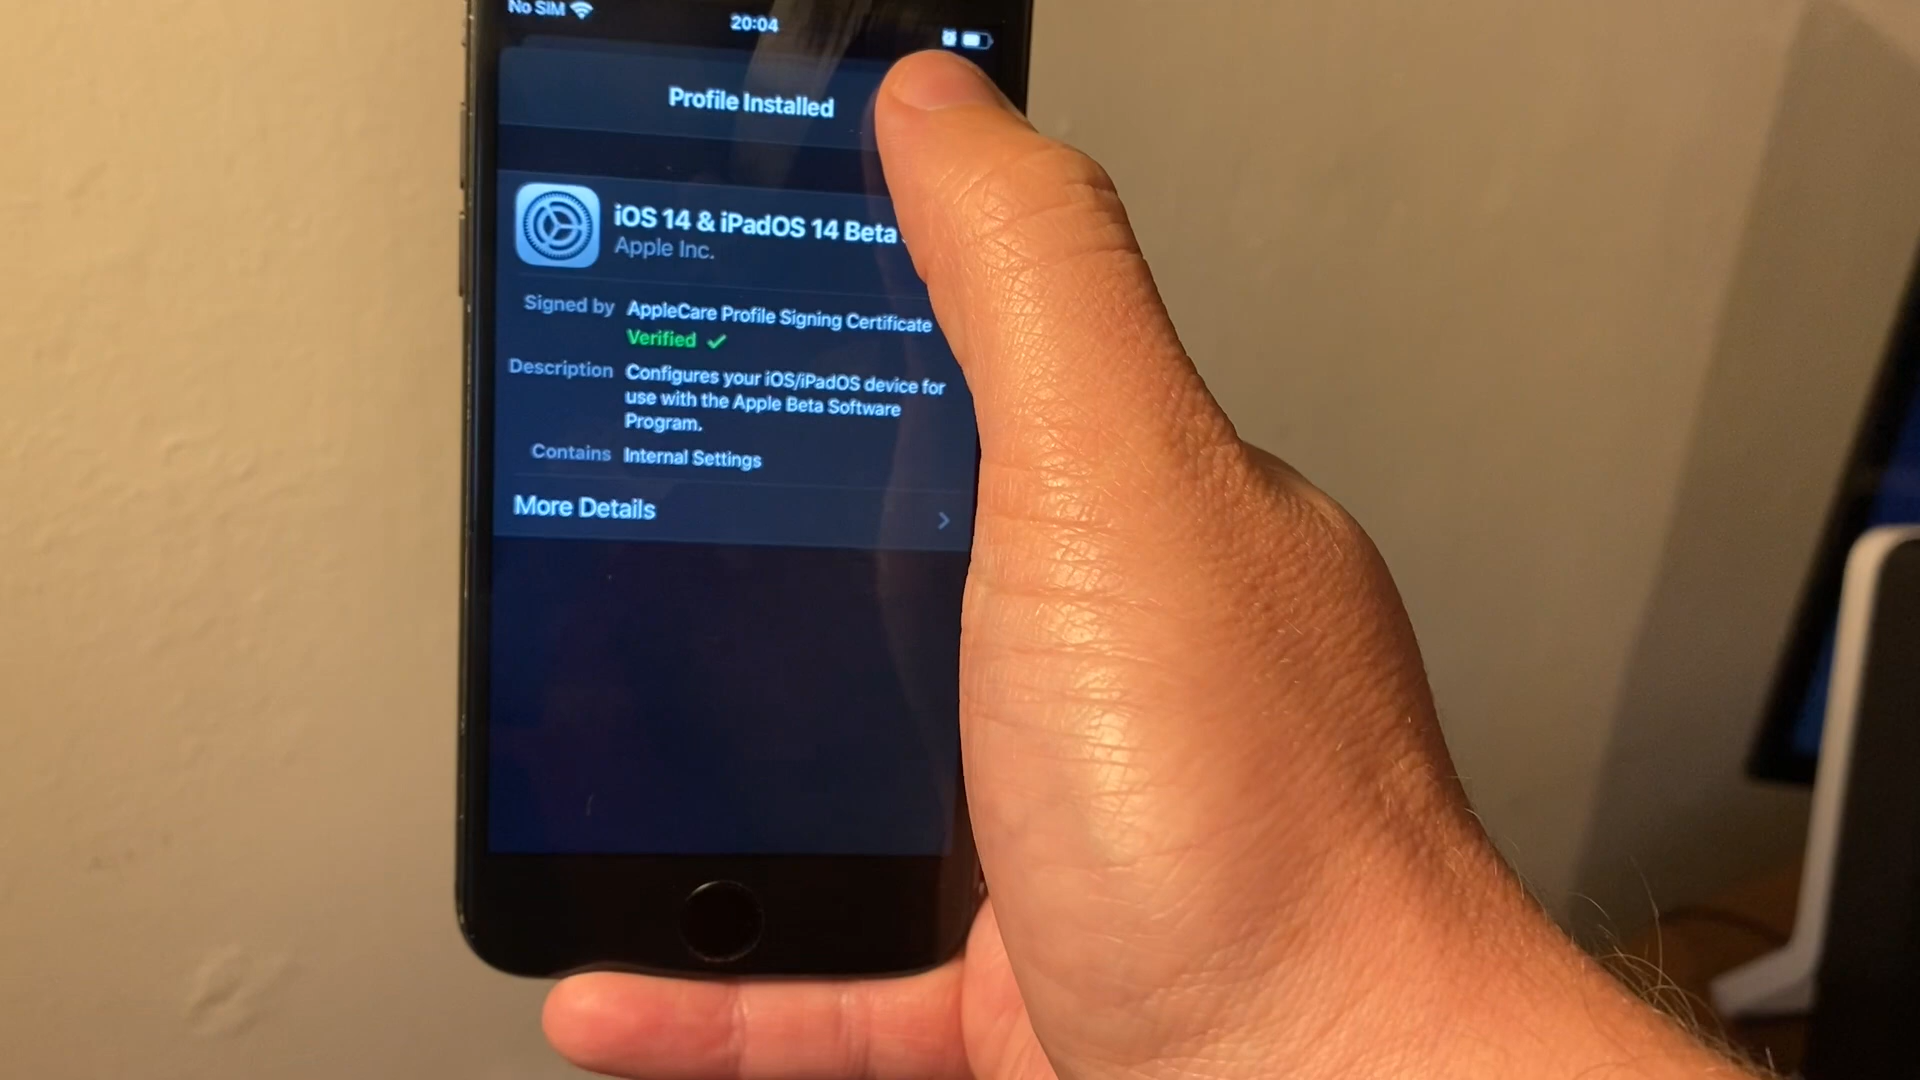 No SIM
20:04
Profile Installed
iOS 14 & iPadOS 14 Beta
Apple Inc.
Signed by AppleCare Profile Signing Certificate
Verified ✓
Description Configures your iOS/iPadOS device for
use with the Apple Beta Software
Program.
Contains Internal Settings
More Details